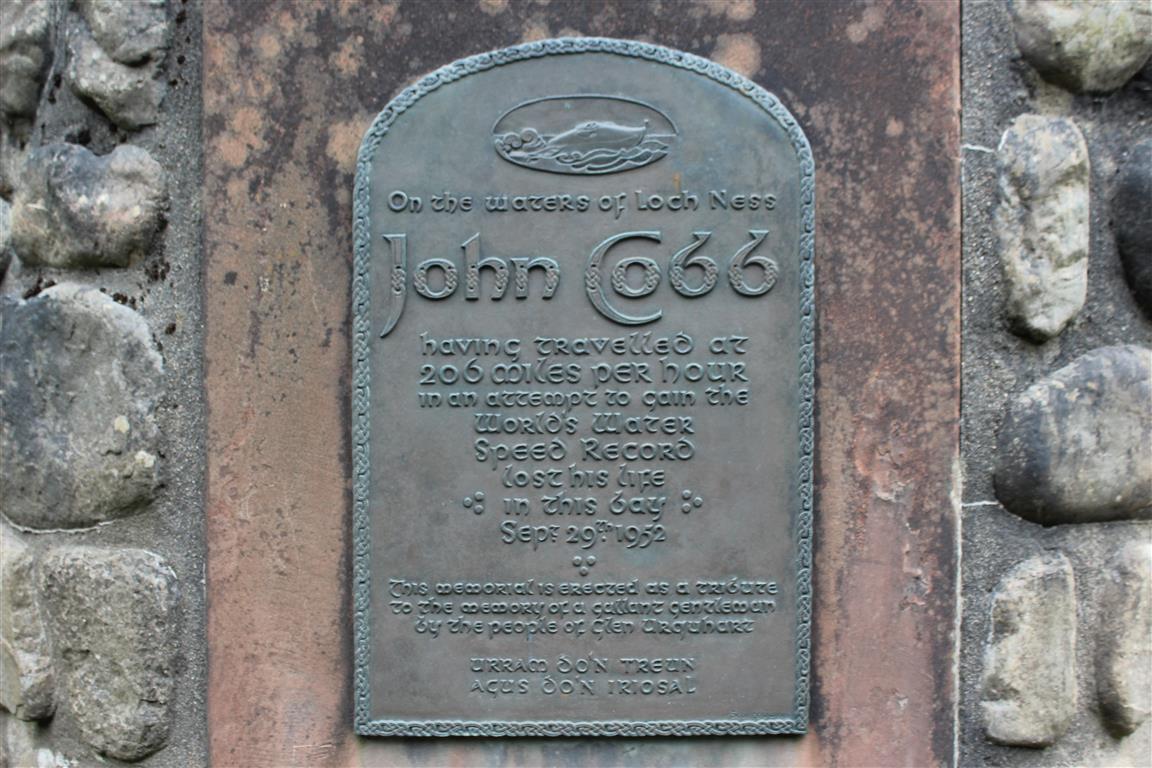 On the waters of Loch Ness
John Cobb
having travelled at
206 miles per hour
in an attempt to gain the
World's Water
Speed Record
lost his life
in this bay
Sept 29th 1952
This memorial is erected as a tribute
to the memory of a gallant gentleman
by the people of Glen Urquhart
URRAM DO'N TREUN
AGUS DO'N IRIOSAL